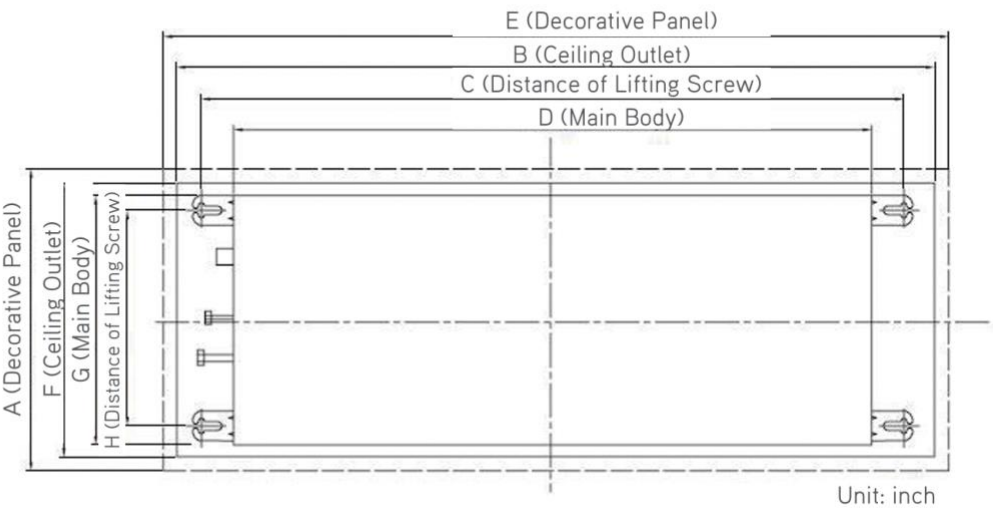 E (Decorative Panel)
B (Ceiling Outlet)
C (Distance of Lifting Screw)
D (Main Body)
A (Decorative Panel)
F (Ceiling Outlet)
G (Main Body)
H (Distance of Lifting Screw)
Unit: inch